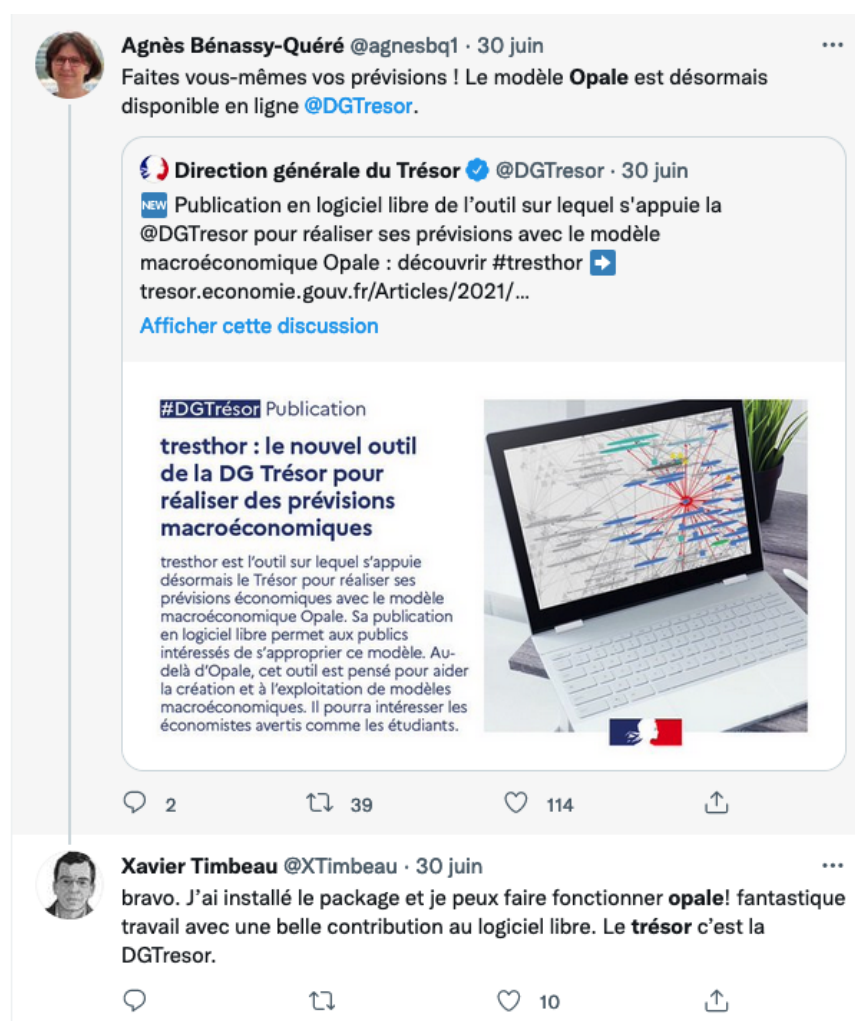 Agnès Bénassy-Quéré @agnesbq1 · 30 juin
Faites vous-mêmes vos prévisions ! Le modèle Opale est désormais
disponible en ligne @DGTresor.
Direction générale du Trésor @DGTresor · 30 juin
NEW Publication en logiciel libre de l’outil sur lequel s'appuie la
@DGTresor pour réaliser ses prévisions avec le modèle
macroéconomique Opale : découvrir #tresthor ➡
tresor.economie.gouv.fr/Articles/2021/…
Afficher cette discussion
#DGTrésor Publication
tresthor : le nouvel outil
de la DG Trésor pour
réaliser des prévisions
macroéconomiques
tresthor est l’outil sur lequel s’appuie
désormais le Trésor pour réaliser ses
prévisions économiques avec le modèle
macroéconomique Opale. Sa publication
en logiciel libre permet aux publics
intéressés de s’approprier ce modèle. Au-
delà d’Opale, cet outil est pensé pour aider
la création et à l’exploitation de modèles
macroéconomiques. Il pourra intéresser les
économistes avertis comme les étudiants.
2 39 114
Xavier Timbeau @XTimbeau · 30 juin
bravo. J’ai installé le package et je peux faire fonctionner opale! fantastique
travail avec une belle contribution au logiciel libre. Le trésor c’est la
DGTresor.
10